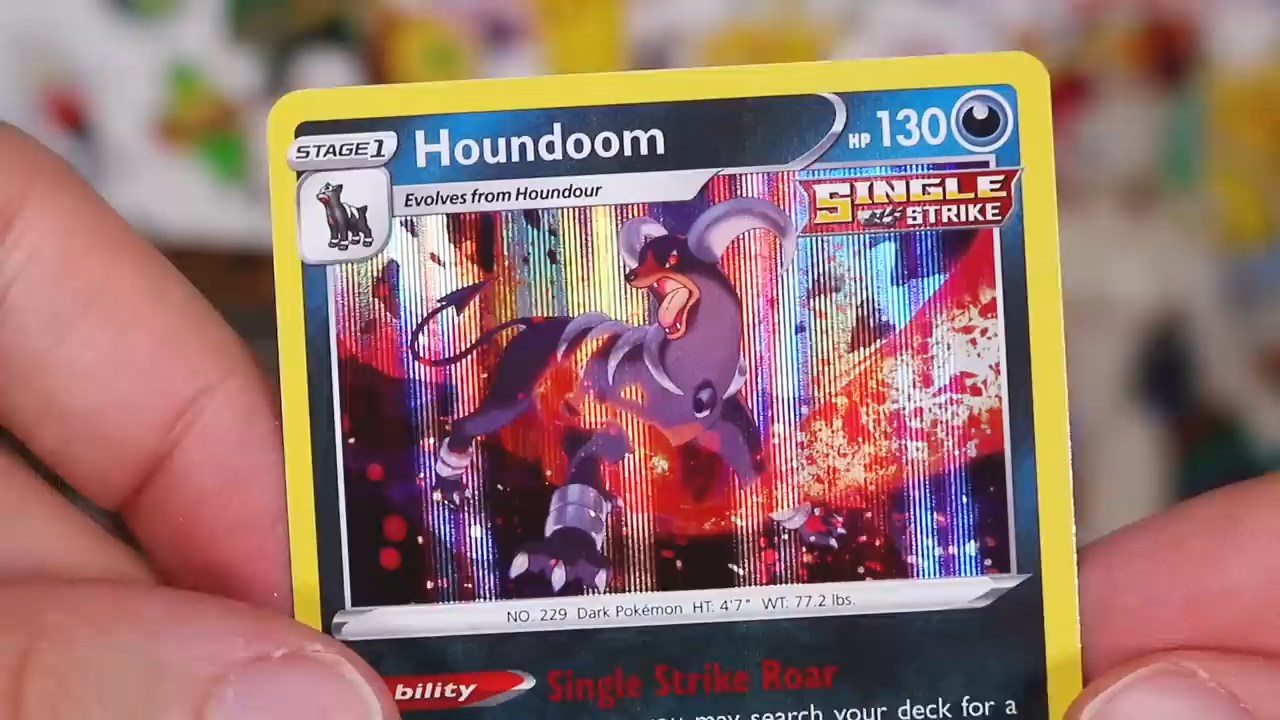 STAGE1
Houndoom
HP 130
Evolves from Houndour
SINGLE
STRIKE
NO. 229 Dark Pokémon HT: 4'7" WT: 77.2 lbs.
bility Single Strike Roar
you may search your deck for a